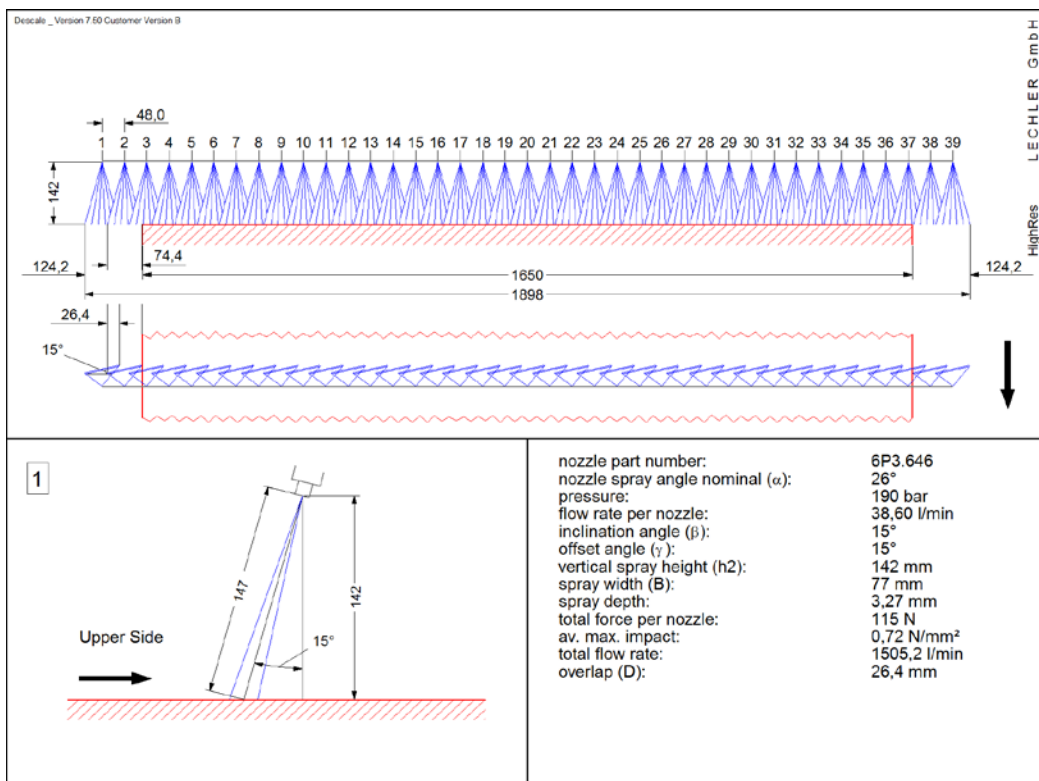 Descale _ Version 7.60 Customer Version B
LECHLER GmbH
HighRes
48,0
1 2 3 4 5 6 7 8 9 10 11 12 13 14 15 16 17 18 19 20 21 22 23 24 25 26 27 28 29 30 31 32 33 34 35 36 37 38 39
142
74,4
124,2 1650 124,2
1898
26,4
15°
1
147
142
15°
Upper Side
nozzle part number: 6P3.646
nozzle spray angle nominal (α): 26°
pressure: 190 bar
flow rate per nozzle: 38,60 l/min
inclination angle (β): 15°
offset angle (γ): 15°
vertical spray height (h2): 142 mm
spray width (B): 77 mm
spray depth: 3,27 mm
total force per nozzle: 115 N
av. max. impact: 0,72 N/mm²
total flow rate: 1505,2 l/min
overlap (D): 26,4 mm